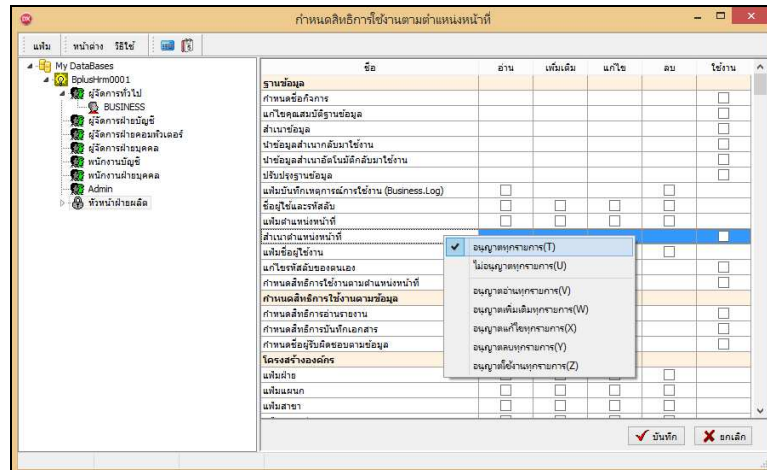 กำหนดสิทธิการใช้งานตามตำแหน่งหน้าที่
แฟ้ม หน้าต่าง วิธีใช้
My DataBases
BplusHrm0001
ผู้จัดการทั่วไป
BUSINESS
ผู้จัดการฝ่ายบัญชี
ผู้จัดการฝ่ายคอมพิวเตอร์
ผู้จัดการฝ่ายบุคคล
พนักงานบัญชี
พนักงานฝ่ายบุคคล
Admin
หัวหน้าฝ่ายผลิต
ชื่อ อ่าน เพิ่มเติม แก้ไข ลบ ใช้งาน
ฐานข้อมูล
กำหนดชื่อกิจการ
แก้ไขคุณสมบัติฐานข้อมูล
สำเนาข้อมูล
นำข้อมูลสำเนากลับมาใช้งาน
นำข้อมูลสำเนาอัตโนมัติกลับมาใช้งาน
ปรับปรุงฐานข้อมูล
แฟ้มบันทึกเหตุการณ์การใช้งาน (Business.Log)
ชื่อผู้ใช้และรหัสลับ
แฟ้มตำแหน่งหน้าที่
สำเนาตำแหน่งหน้าที่
แฟ้มชื่อผู้ใช้งาน
แก้ไขรหัสลับของตนเอง
กำหนดสิทธิการใช้งานตามตำแหน่งหน้าที่
กำหนดสิทธิการใช้งานตามข้อมูล
กำหนดสิทธิการอ่านรายงาน
กำหนดสิทธิการบันทึกเอกสาร
กำหนดชื่อผู้รับผิดชอบตามข้อมูล
โครงสร้างองค์กร
แฟ้มฝ่าย
แฟ้มแผนก
แฟ้มสาขา
อนุญาตทุกรายการ(T)
ไม่อนุญาตทุกรายการ(U)
อนุญาตอ่านทุกรายการ(V)
อนุญาตเพิ่มเติมทุกรายการ(W)
อนุญาตแก้ไขทุกรายการ(X)
อนุญาตลบทุกรายการ(Y)
อนุญาตใช้งานทุกรายการ(Z)
บันทึก ยกเลิก